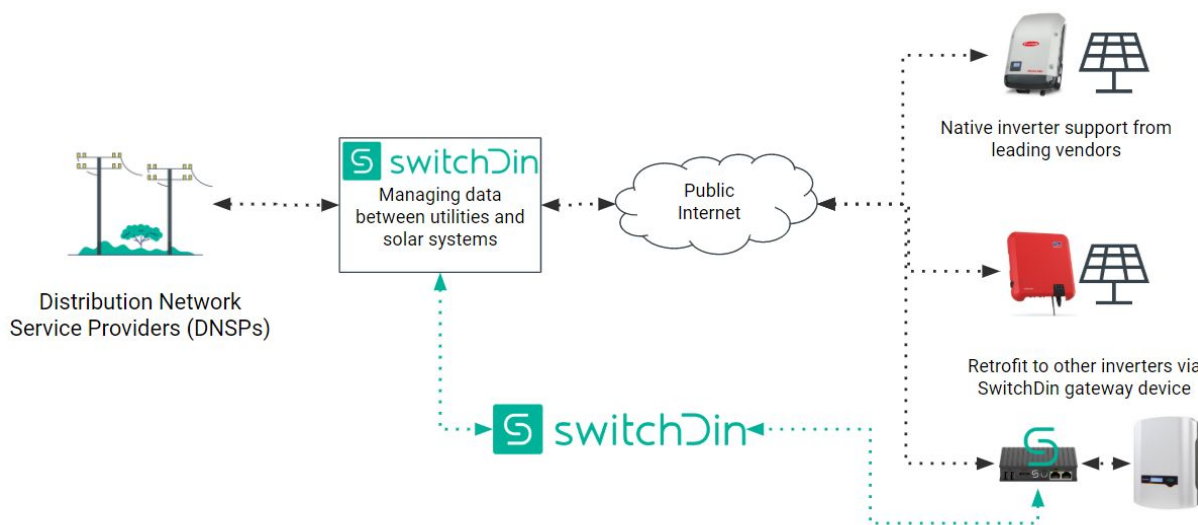 switchDin
Managing data
between utilities and
solar systems
Public
Internet
Native inverter support from
leading vendors
Distribution Network
Service Providers (DNSPs)
Retrofit to other inverters via
SwitchDin gateway device
switchDin